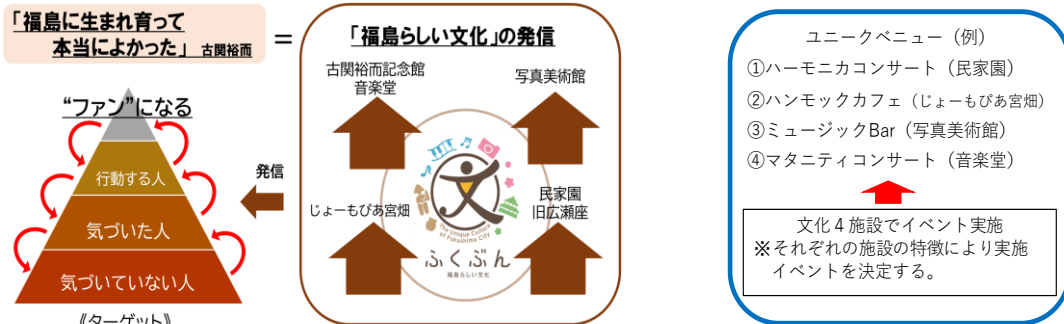 「福島に生まれ育って
本当によかった」 古関裕而
=
「福島らしい文化」の発信
“ファン”になる
行動する人
気づいた人
気づいていない人
《ターゲット》
発信
古関裕而記念館
音楽堂
写真美術館
じょーもぴあ宮畑
民家園
旧広瀬座
文
The Unique Culture
of Fukushima City
ふくぶん
福島らしい文化
ユニークベニュー（例）
①ハーモニカコンサート（民家園）
②ハンモックカフェ（じょーもぴあ宮畑）
③ミュージックBar（写真美術館）
④マタニティコンサート（音楽堂）
文化４施設でイベント実施
※それぞれの施設の特徴により実施
イベントを決定する。